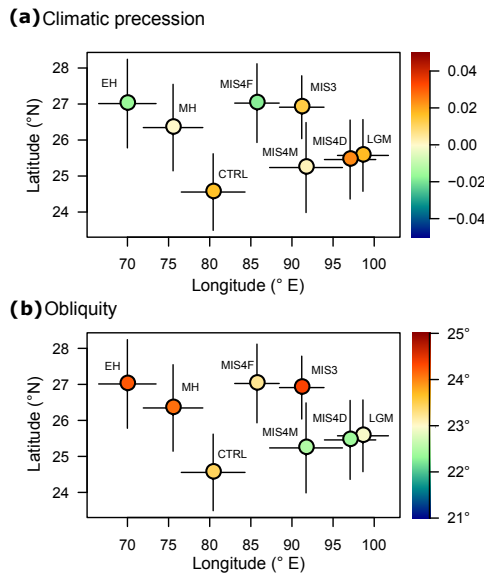 (a) Climatic precession
28
27
26
25
24
Latitude (°N)
EH
MH
CTRL
MIS4F
MIS3
MIS4M
MIS4D
LGM
70 75 80 85 90 95 100
Longitude (° E)
0.04
0.02
0.00
−0.02
−0.04
(b) Obliquity
28
27
26
25
24
Latitude (°N)
EH
MH
CTRL
MIS4F
MIS3
MIS4M
MIS4D
LGM
70 75 80 85 90 95 100
Longitude (° E)
25°
24°
23°
22°
21°